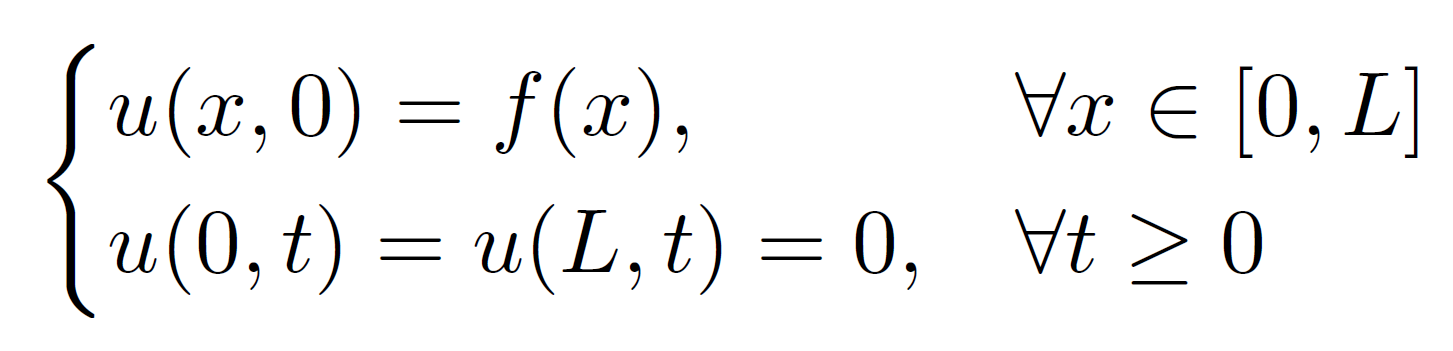 u(x, 0) = f(x), ∀x ∈ [0, L]
u(0, t) = u(L, t) = 0, ∀t ≥ 0